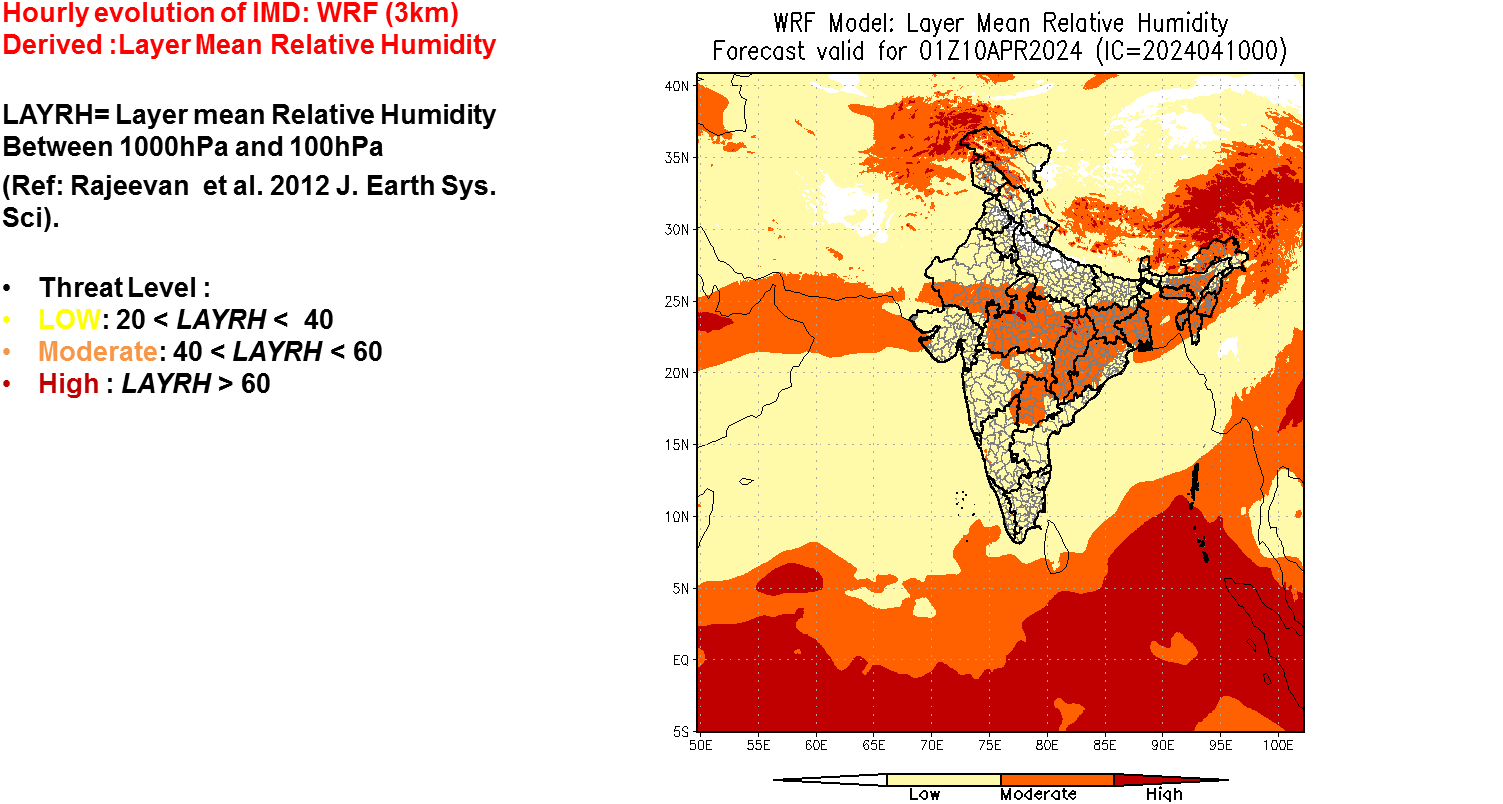 Hourly evolution of IMD: WRF (3km)
Derived :Layer Mean Relative Humidity
LAYRH= Layer mean Relative Humidity
Between 1000hPa and 100hPa
(Ref: Rajeevan et al. 2012 J. Earth Sys.
Sci).
• Threat Level :
• LOW: 20 < LAYRH < 40
• Moderate: 40 < LAYRH < 60
• High : LAYRH > 60
WRF Model: Layer Mean Relative Humidity
Forecast valid for 01Z10APR2024 (IC=2024041000)
40N
35N
30N
25N
20N
15N
10N
5N
EQ
5S
50E 55E 60E 65E 70E 75E 80E 85E 90E 95E 100E
Low Moderate High